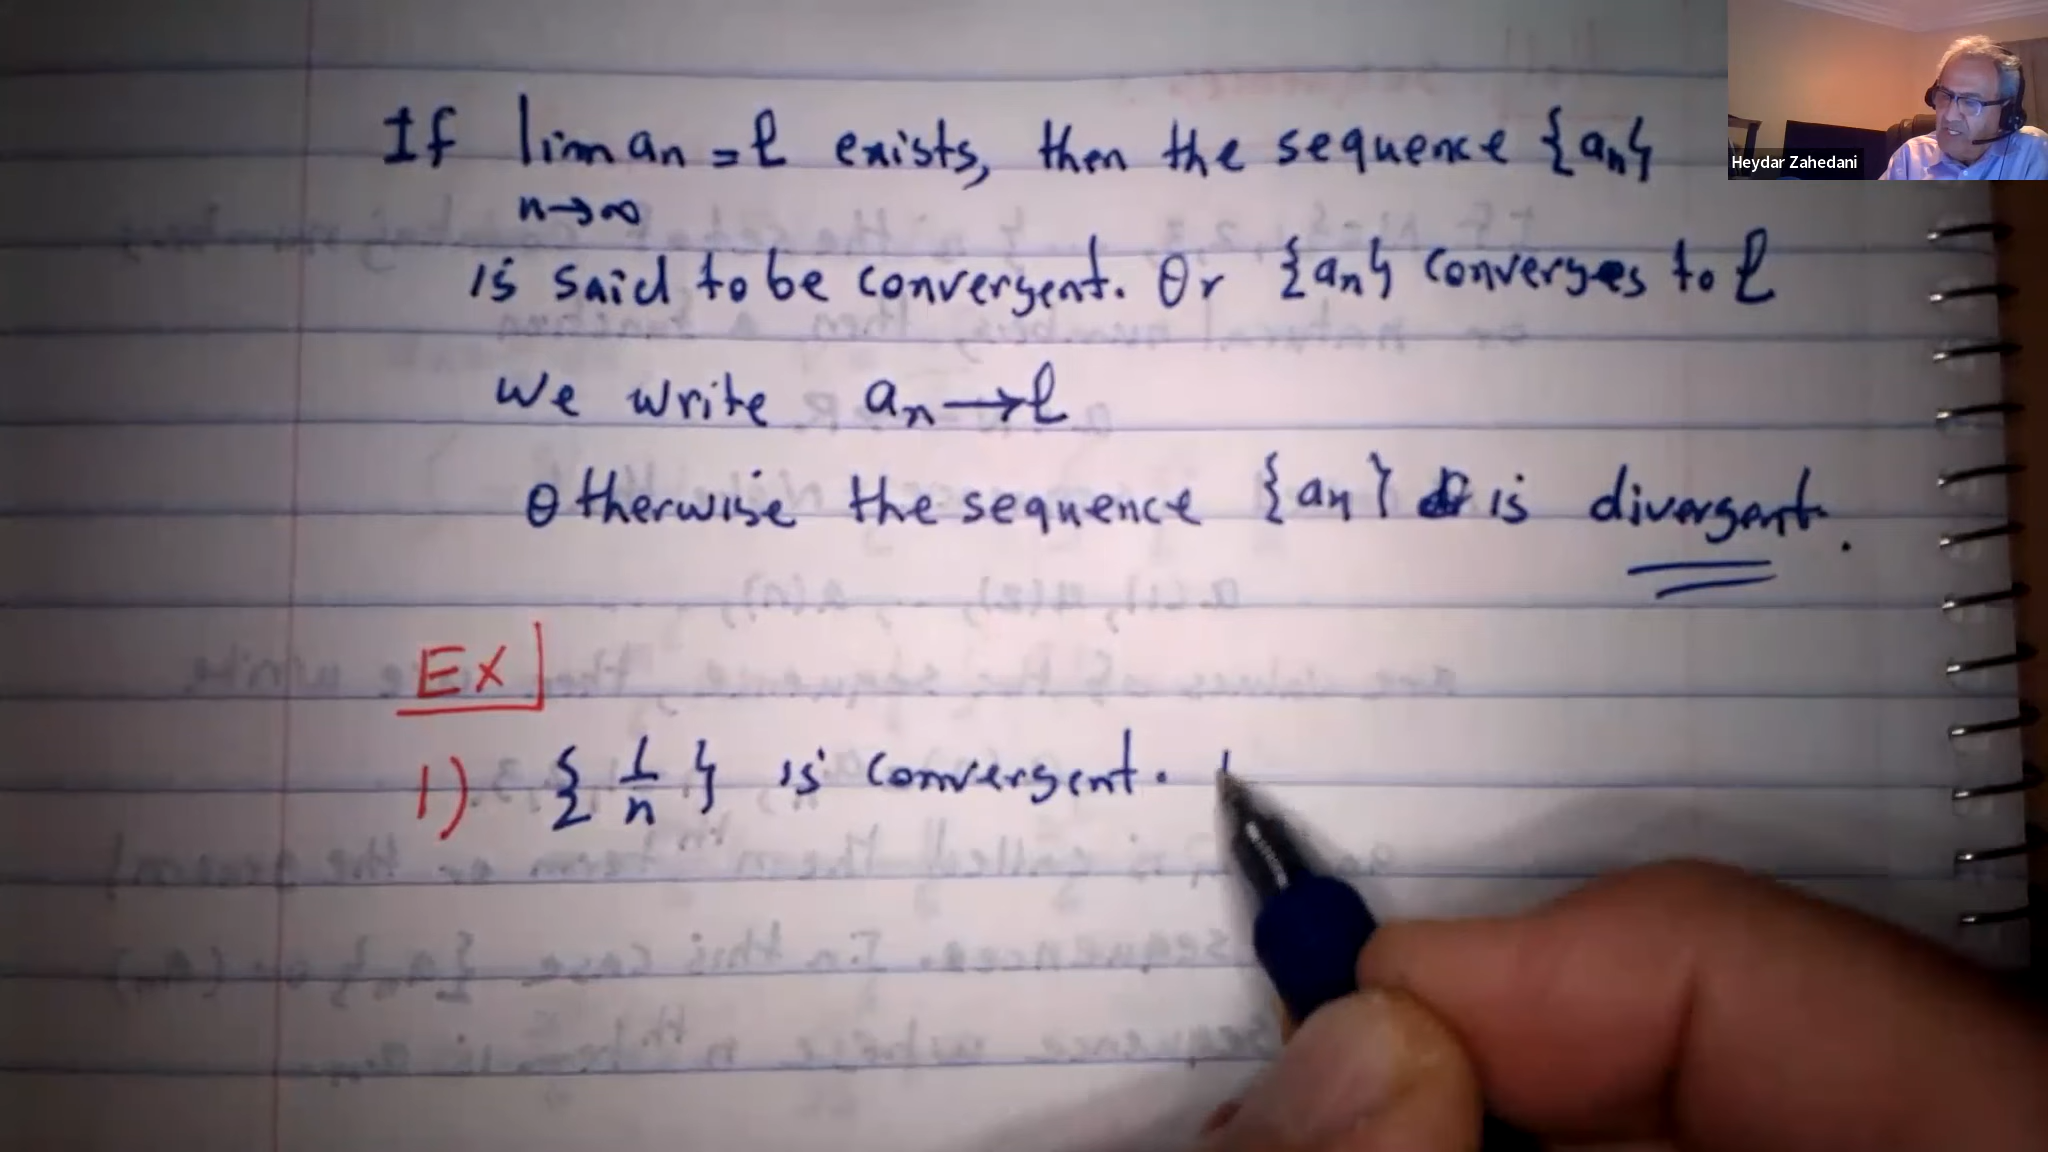 If lim an = l exists, then the sequence {an}
n→∞
is said to be convergent. Or {an} converges to l
we write an → l
Otherwise the sequence {an} is divergent.
Ex
1) { 1/n } is convergent.
Heydar Zahedani